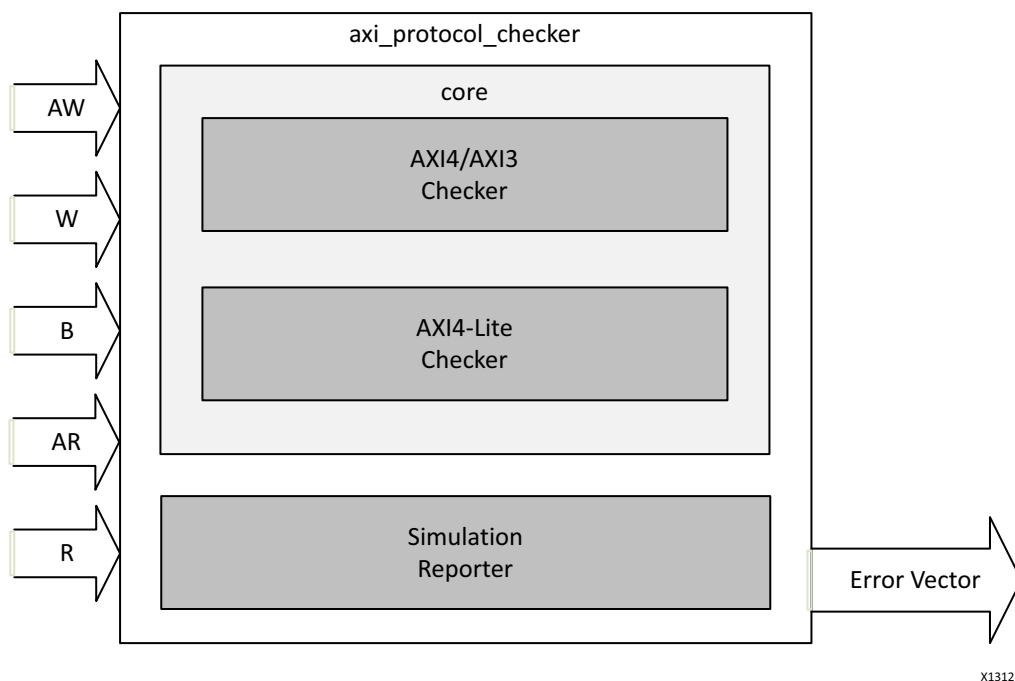 axi_protocol_checker
core
AW
AXI4/AXI3
Checker
W
B
AXI4-Lite
Checker
AR
R
Simulation
Reporter
Error Vector
X1312